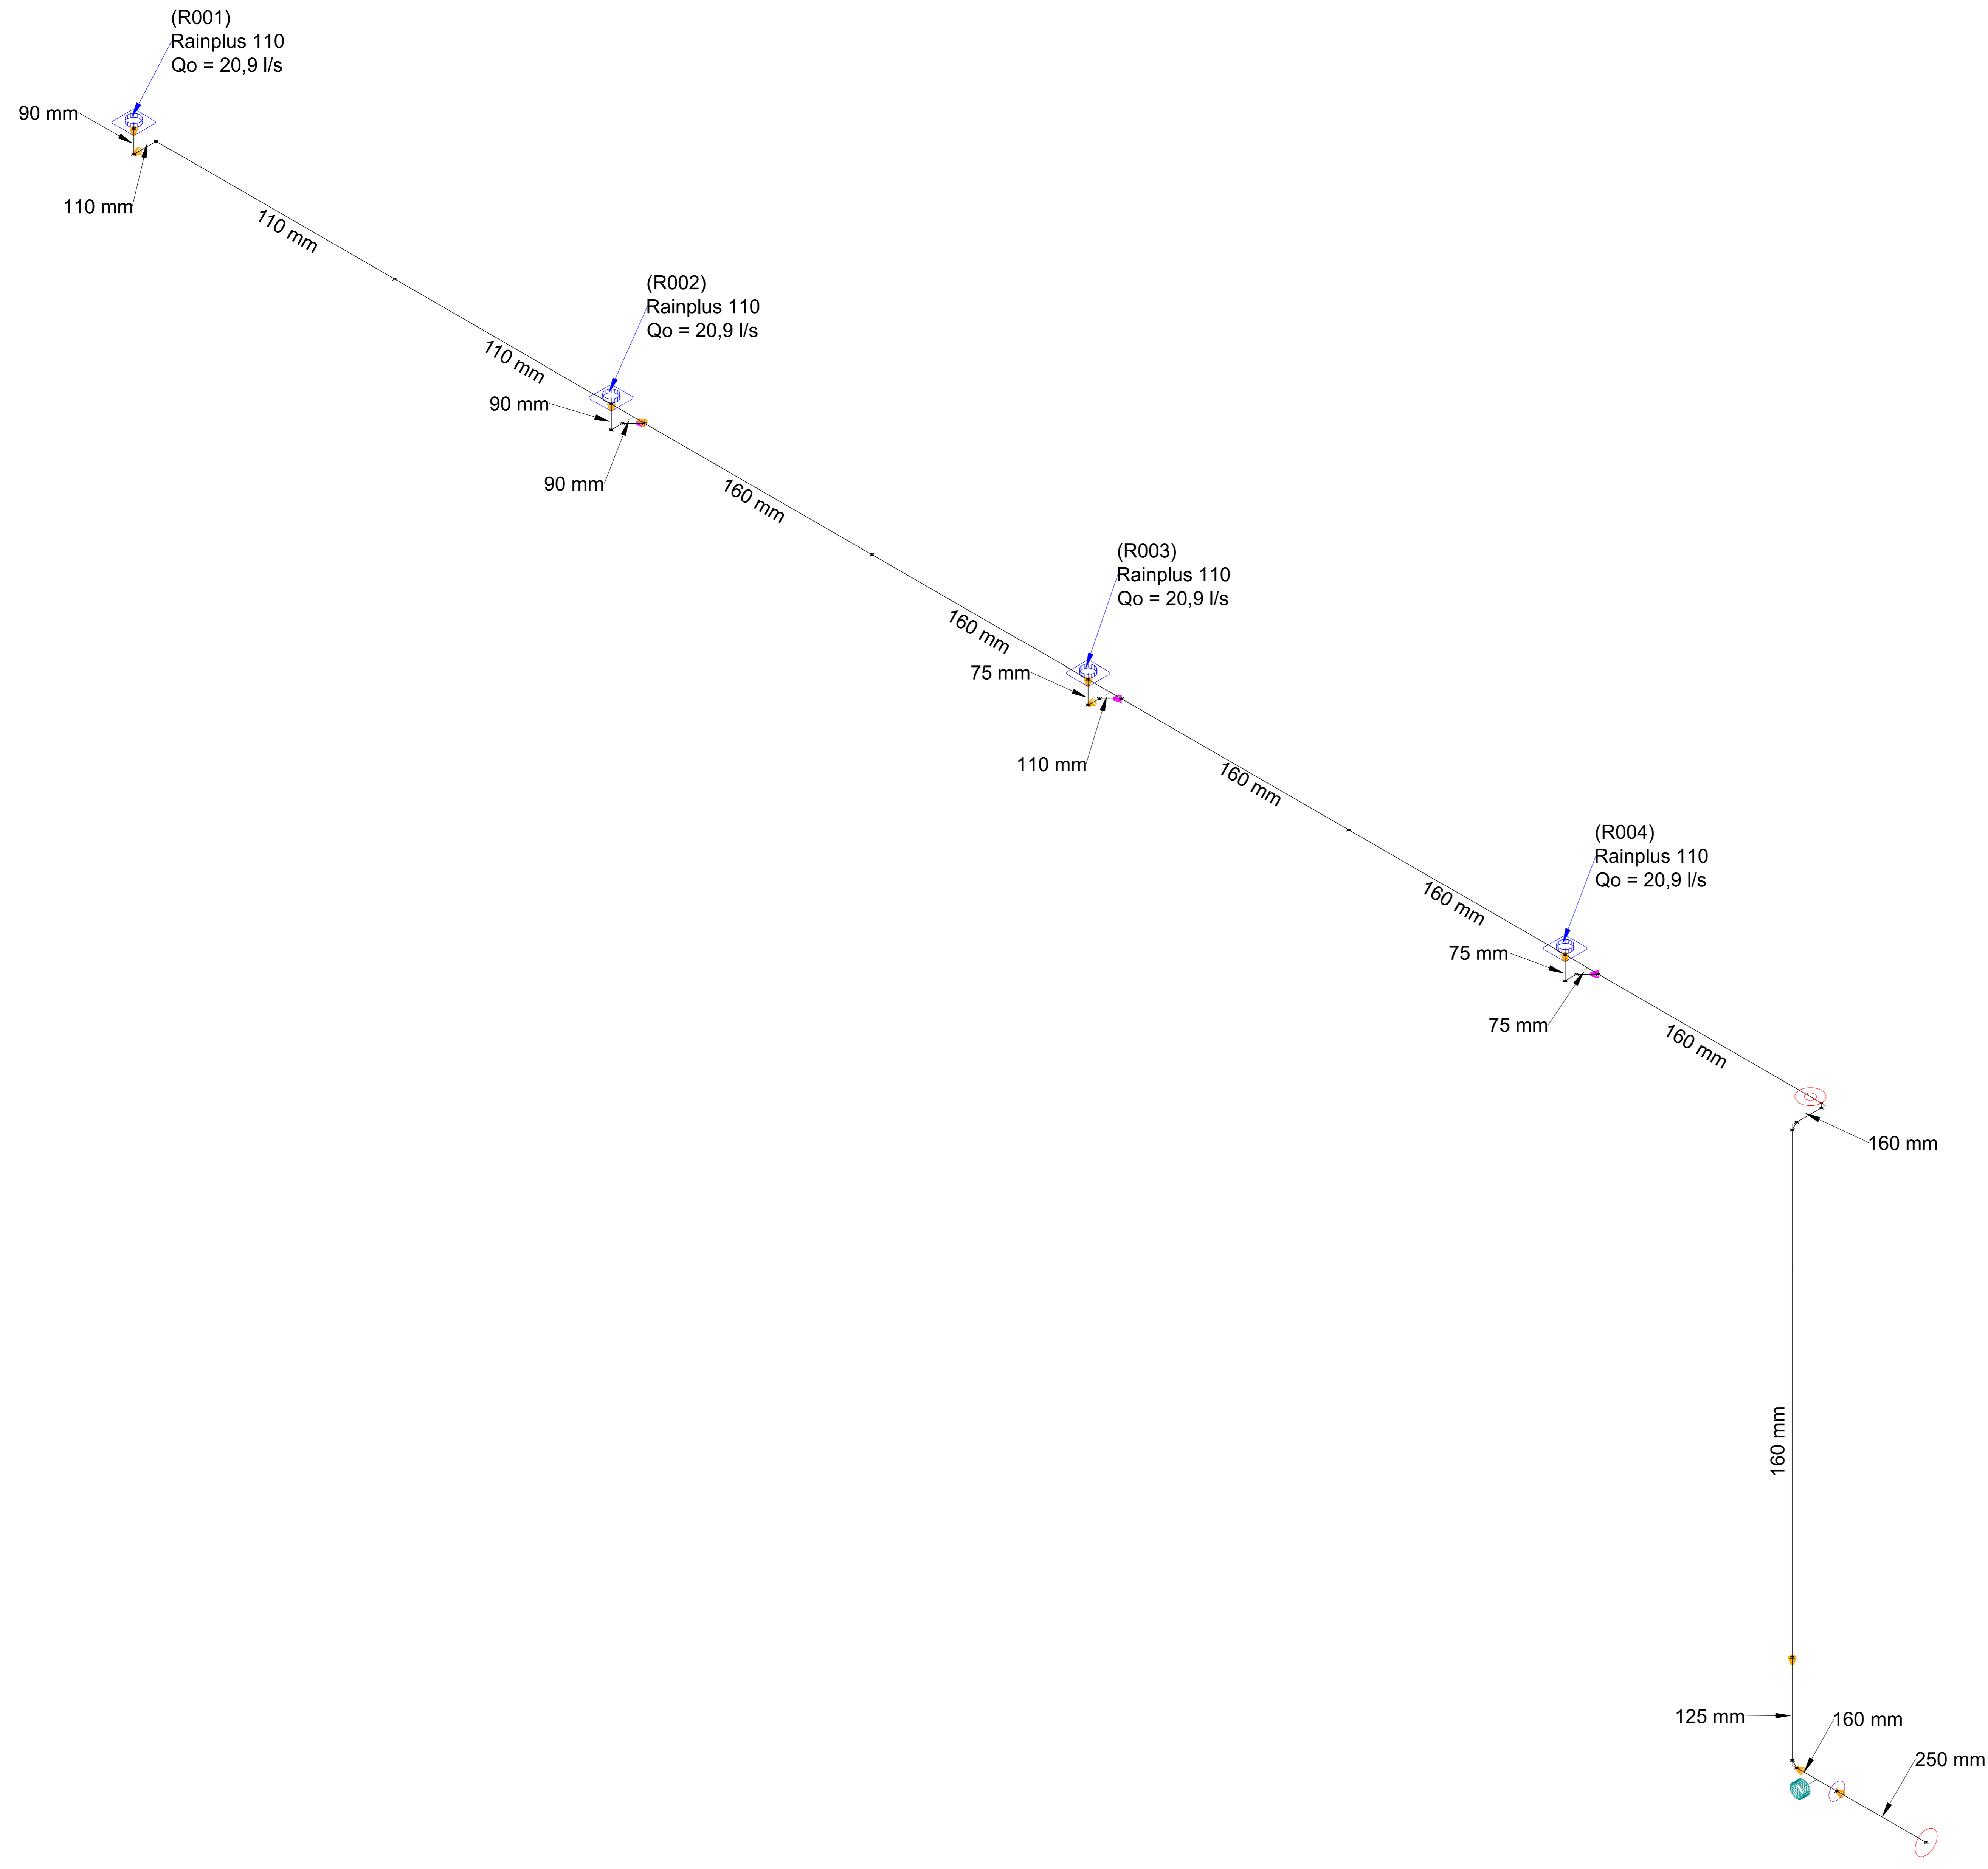 (R001)
Rainplus 110
Qo = 20,9 l/s
90 mm
110 mm
110 mm
(R002)
Rainplus 110
Qo = 20,9 l/s
110 mm
90 mm
90 mm
160 mm
(R003)
Rainplus 110
Qo = 20,9 l/s
160 mm
75 mm
110 mm
160 mm
(R004)
Rainplus 110
Qo = 20,9 l/s
160 mm
75 mm
75 mm
160 mm
160 mm
160 mm
125 mm
160 mm
250 mm